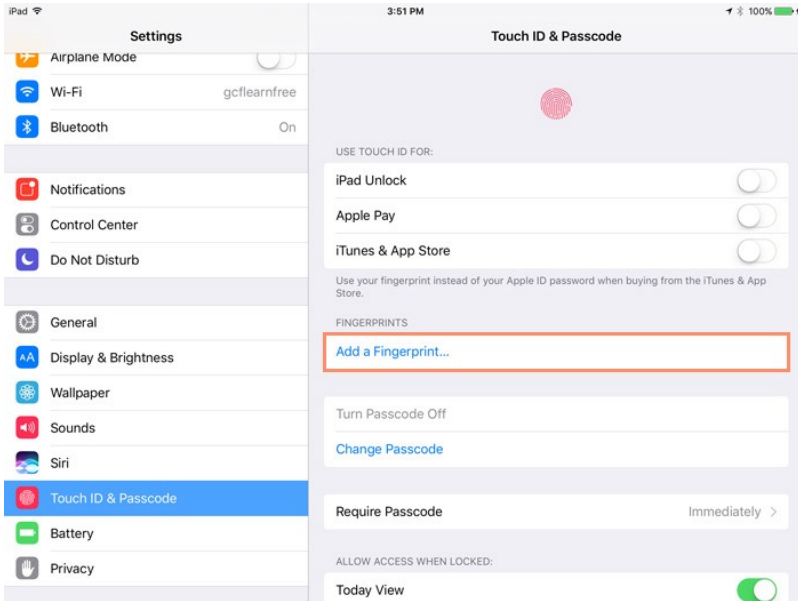 iPad 3:51 PM 100%
Settings
Airplane Mode
Wi-Fi gcflearnfree
Bluetooth On
Notifications
Control Center
Do Not Disturb
General
AA Display & Brightness
Wallpaper
Sounds
Siri
Touch ID & Passcode
Battery
Privacy
Touch ID & Passcode
USE TOUCH ID FOR:
iPad Unlock
Apple Pay
iTunes & App Store
Use your fingerprint instead of your Apple ID password when buying from the iTunes & App
Store.
FINGERPRINTS
Add a Fingerprint...
Turn Passcode Off
Change Passcode
Require Passcode Immediately
ALLOW ACCESS WHEN LOCKED:
Today View